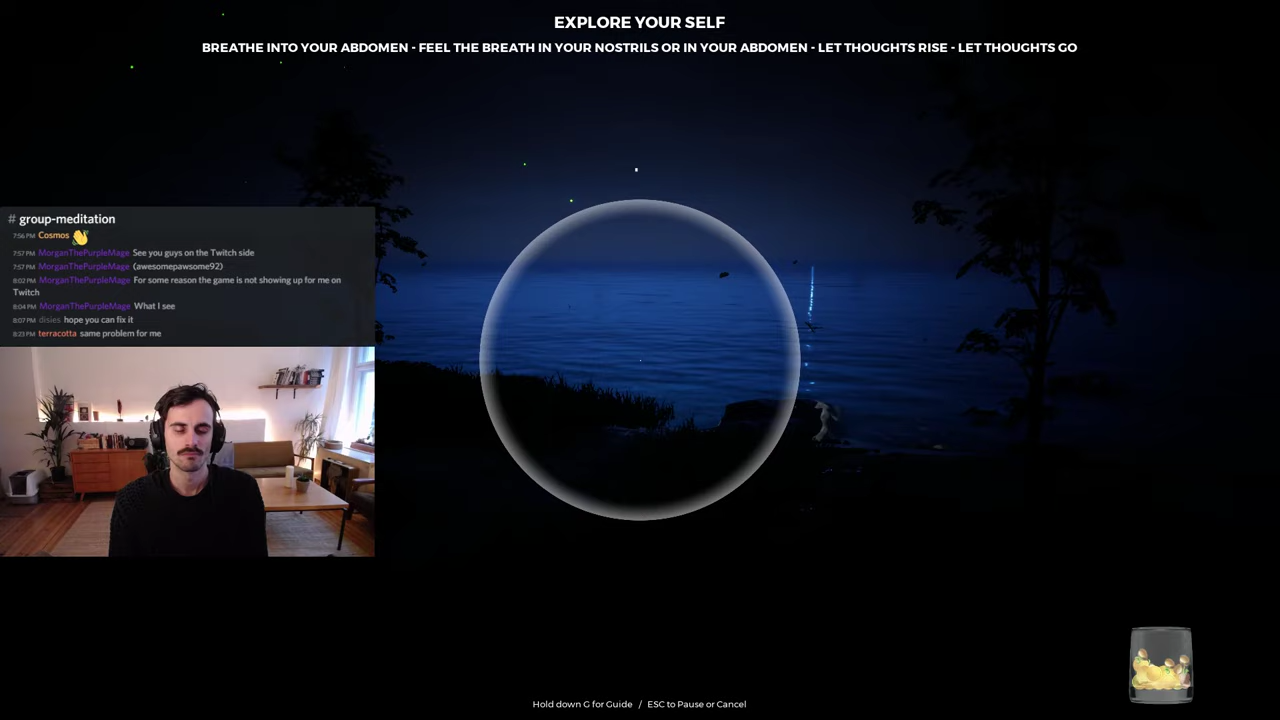 EXPLORE YOUR SELF
BREATHE INTO YOUR ABDOMEN - FEEL THE BREATH IN YOUR NOSTRILS OR IN YOUR ABDOMEN - LET THOUGHTS RISE - LET THOUGHTS GO
# group-meditation
7:56 PM Cosmos 👋
7:57 PM MorganThePurpleMage See you guys on the Twitch side
7:57 PM MorganThePurpleMage (awesomepawsome92)
8:02 PM MorganThePurpleMage For some reason the game is not showing up for me on
Twitch
8:04 PM MorganThePurpleMage What I see
8:07 PM disies hope you can fix it
8:23 PM terracotta same problem for me
Hold down G for Guide / ESC to Pause or Cancel